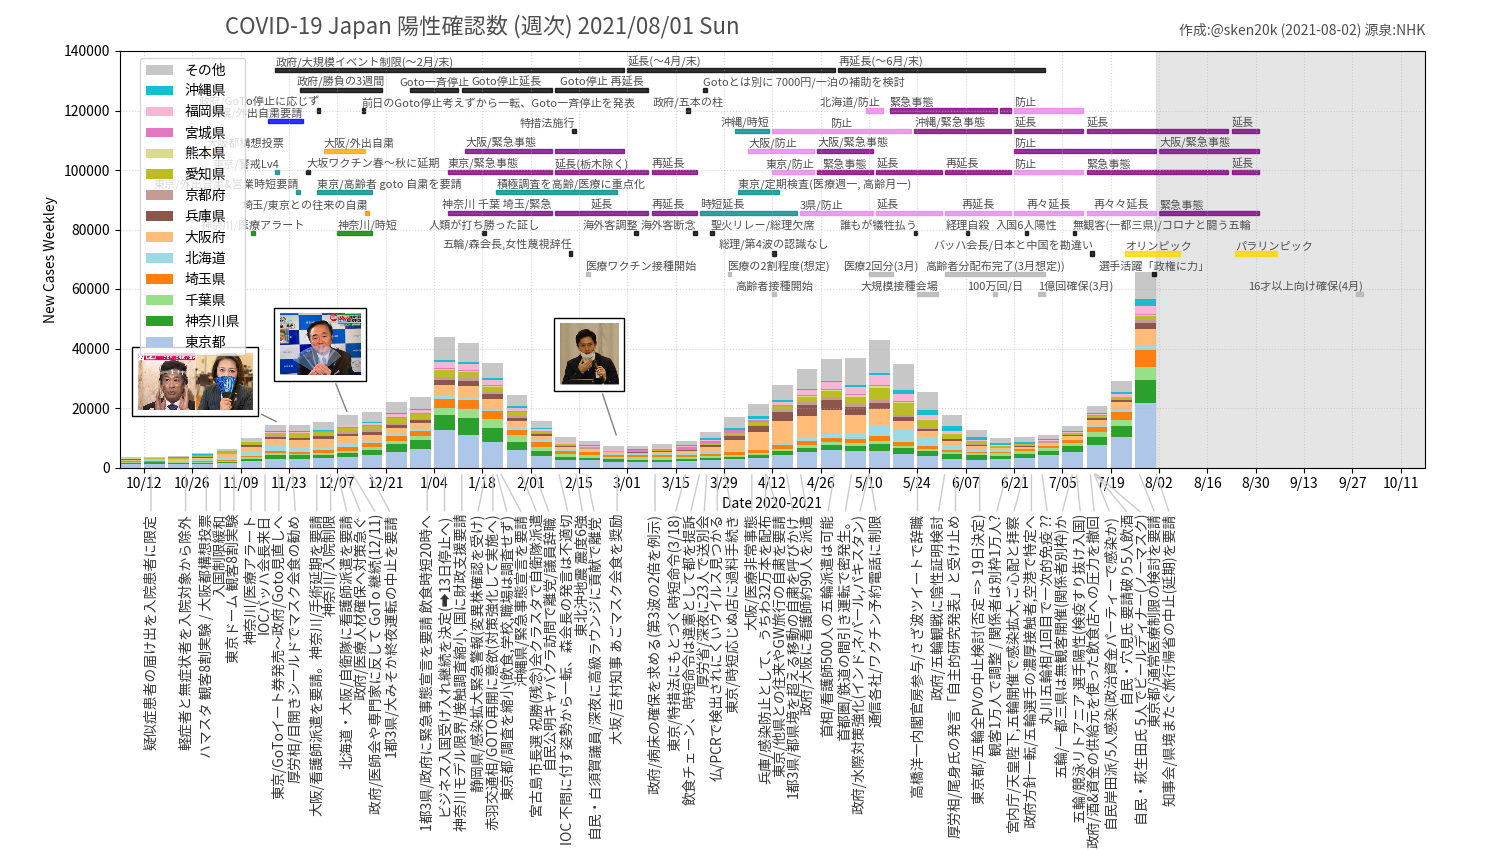 COVID-19 Japan 陽性確認数 (週次) 2021/08/01 Sun
作成:@sken20k (2021-08-02) 源泉:NHK
New Cases Weekly
140000
120000
100000
80000
60000
40000
20000
0
その他
沖縄県
福岡県
宮城県
熊本県
愛知県
京都府
兵庫県
大阪府
北海道
埼玉県
千葉県
神奈川県
東京都
政府/大規模イベント制限(〜2月/末)
延長(〜4月/末)
再延長(〜6月/末)
政府/勝負の3週間
Goto一斉停止
Goto停止延長
Goto停止 再延長
Gotoとは別に 7000円/一泊の補助を検討
前日のGoto停止考えずから一転、Goto一斉停止を発表
政府/五本の柱
北海道/防止
緊急事態
防止
特措法施行
沖縄/時短
防止
沖縄/緊急事態
延長
延長
延長
大阪/外出自粛
大阪/緊急事態
大阪/防止
大阪/緊急事態
防止
大阪/緊急事態
大坂ワクチン春〜秋に延期
東京/緊急事態
延長(栃木除く)
再延長
東京/防止
緊急事態
延長
再延長
防止
緊急事態
延長
東京/高齢者 goto 自粛を要請
積極調査を高齢/医療に重点化
東京/定期検査(医療週一, 高齢月一)
埼玉/東京との往来の自粛
神奈川 千葉 埼玉/緊急
延長
再延長
時短延長
3県/防止
延長
再延長
再々延長
再々々延長
緊急事態
神奈川/時短
人類が打ち勝った証し
海外客調整
海外客断念
聖火リレー/総理欠席
誰もが犠牲払う
経理自殺
入国6人陽性
無観客(一都三県)/コロナと闘う五輪
五輪/森会長,女性蔑視辞任
総理/第4波の認識なし
バッハ会長/日本と中国を勘違い
オリンピック
パラリンピック
医療ワクチン接種開始
医療の2割程度(想定)
医療2回分(3月)
高齢者分配布完了(3月想定))
選手活躍「政権に力」
高齢者接種開始
大規模接種会場
100万回/日
1億回確保(3月)
16才以上向け確保(4月)
10/12
10/26
11/09
11/23
12/07
12/21
1/04
1/18
2/01
2/15
3/01
3/15
3/29
4/12
4/26
5/10
5/24
6/07
6/21
7/05
7/19
8/02
8/16
8/30
9/13
9/27
10/11
Date 2020-2021
疑似症患者の届け出を入院患者に限定
軽症者と無症状者を入院対象から除外
ハマスタ 観客8割実験 / 大阪都構想投票
入国制限緩和
東京ドーム 観客8割実験
神奈川/医療アラート
IOC/バッハ会長来日
東京/GoToイート券発売〜政府/Goto見直しへ
厚労相/目開きシールドでマスク会食の勧め
大阪/看護師派遣を要請。神奈川/手術延期を要請
神奈川/入院制限
北海道・大阪/自衛隊に看護師派遣を要請
政府/医療人材確保へ対策急ぐ
政府/医師会や専門家に反して GoTo 継続(12/11)
1都3県/大みそか終夜運転の中止を要請
1都3県/政府に緊急事態宣言を要請 飲食時短20時へ
ビジネス入国受け入れ継続を決定(➡13日停止へ)
神奈川モデル限界/接触調査縮小, 国に財政支援要請
静岡県/感染拡大緊急警報(変異株確認を受け)
赤羽交通相/GOTO再開に意欲(対策強化して実施へ)
東京都/調査を縮小(飲食,学校,職場は調査せず)
沖縄県/緊急事態宣言を要請
宮古島市長選 祝勝(残念)会クラスタで自衛隊派遣
自民公明キャバクラ訪問で離党/議員辞職
IOC 不問に付す姿勢から一転、森会長の発言は不適切
東北沖地震 震度6強
自民・白須賀議員/深夜に高級ラウンジに貢献で離党
大坂/吉村知事 あごマスク会食を奨励
政府/病床の確保を求める(第3波の2倍を例示)
東京/特措法にもとづく時短命令(3/18)
飲食チェーン、時短命令は違憲として都を提訴
厚労省/深夜に23人で送別会
仏/PCRで検出されにくいウイルス見つかる
東京/時短応じぬ店に過料手続き
大阪/医療非常事態
兵庫/感染防止として、うちわ32万本を配布
東京/他県との往来やGW旅行の自粛を要請
1都3県/都県境を超える移動の自粛を呼びかけ
政府/大阪に看護師約90人を派遣
首相/看護師500人の五輪派遣は可能
首都圏/鉄道の間引き運転で密発生。
政府/水際対策強化(インド,ネパール,パキスタン)
通信各社/ワクチン予約電話に制限
高橋洋一内閣官房参与/さざ波ツイートで辞職
政府/五輪観戦に陰性証明検討
厚労相/尾身氏の発言「自主的研究発表」と受け止め
東京都/五輪全PVの中止検討(否定 => 19日決定)
観客1万人で調整 / 関係者は別枠1万人?
宮内庁/天皇陛下,五輪開催で感染拡大,ご心配と拝察
政府方針一転/五輪選手の濃厚接触者,空港で特定へ
丸川五輪相/1回目で一次的免疫 ??
五輪/一都三県は無観客開催(関係者別枠)か
五輪/競泳リトアニア 選手陽性(検疫すり抜け入国)
政府/酒&資金の供給元を使った飲食店への圧力を撤回
自民岸田派/5人感染(政治資金パーティーで感染か)
自民・穴見氏 要請破り5人飲酒
自民・萩生田氏 5人でビールディナー(ノーマスク)
東京都/通常医療制限の検討を要請
知事会/県境またぐ旅行帰省の中止(延期)を要請